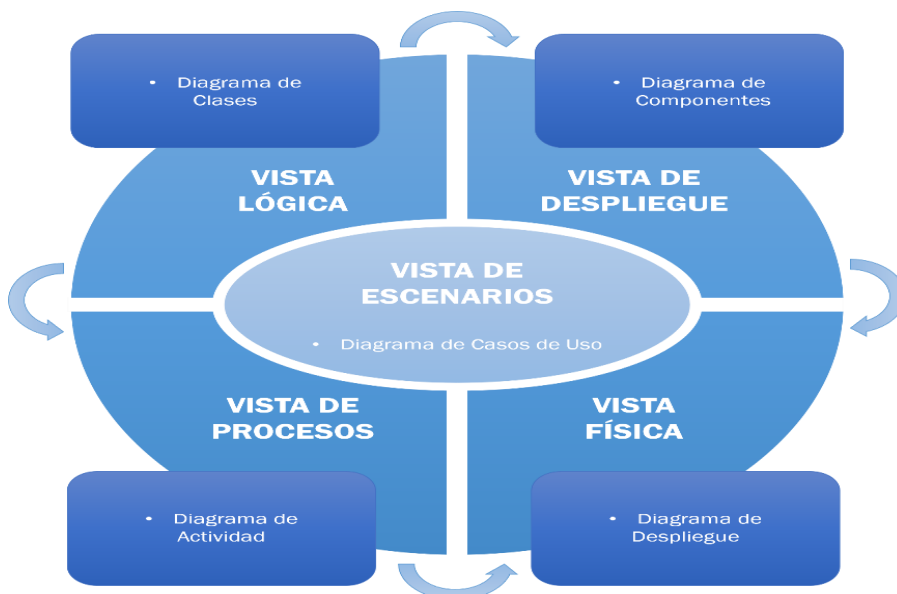 • Diagrama de
Clases
• Diagrama de
Componentes
VISTA
LÓGICA
VISTA DE
DESPLIEGUE
VISTA DE
ESCENARIOS
• Diagrama de Casos de Uso
VISTA DE
PROCESOS
VISTA
FÍSICA
• Diagrama de
Actividad
• Diagrama de
Despliegue